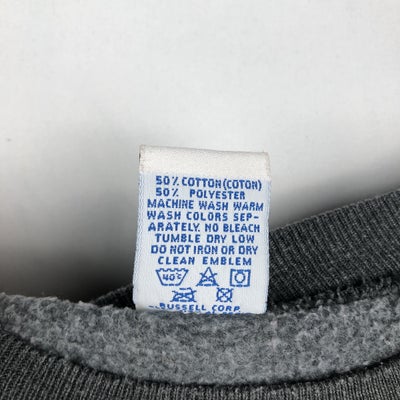 50% COTTON(COTON)
50% POLYESTER
MACHINE WASH WARM
WASH COLORS SEP-
ARATELY. NO BLEACH
TUMBLE DRY LOW
DO NOT IRON OR DRY
CLEAN EMBLEM
40°C
RUSSELL CORP